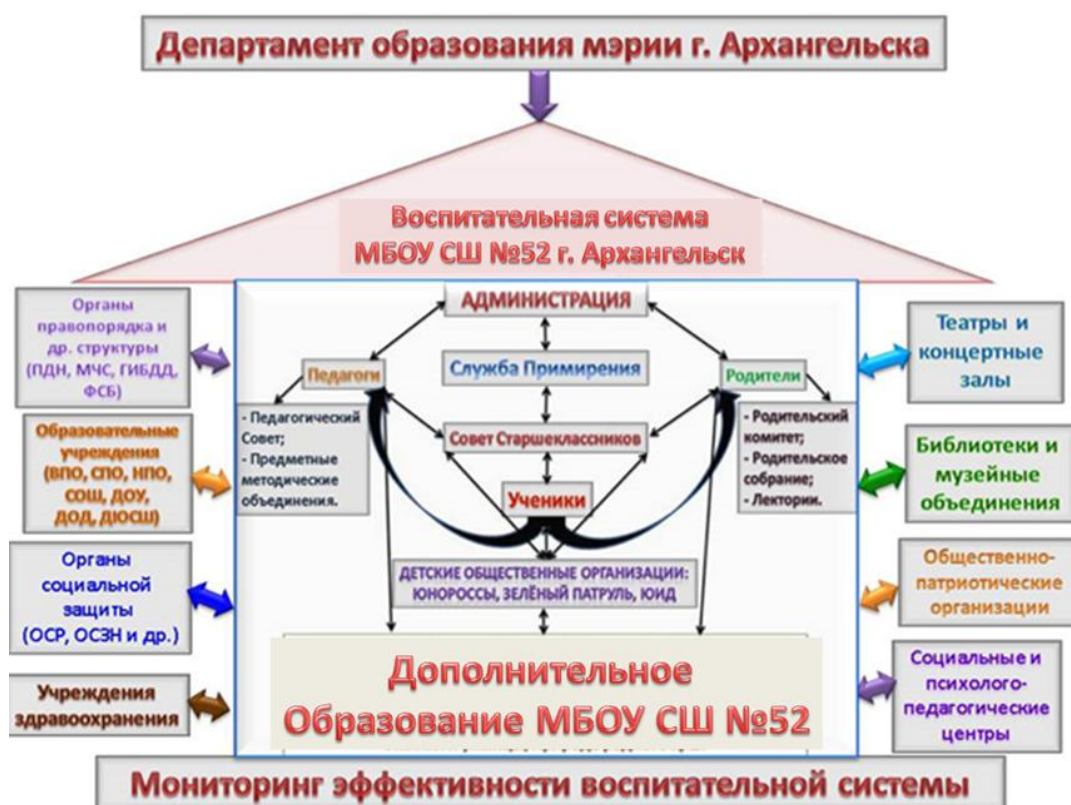 Департамент образования мэрии г. Архангельска
Воспитательная система
МБОУ СШ №52 г. Архангельск
Органы
правопорядка и
др. структуры
(ПДН, МЧС, ГИБДД,
ФСБ)
Образовательные
учреждения
(ВПО, СПО, НПО,
СОШ, ДОУ,
ДОД, ДЮСШ)
Органы
социальной
защиты
(ОСР, ОСЗН и др.)
Учреждения
здравоохранения
АДМИНИСТРАЦИЯ
Педагоги
Служба Примирения
Родители
- Педагогический
Совет;
- Предметные
методические
объединения.
Совет Старшеклассников
- Родительский
комитет;
- Родительское
собрание;
- Лектории.
Ученики
ДЕТСКИЕ ОБЩЕСТВЕННЫЕ ОРГАНИЗАЦИИ:
ЮНОРОССЫ, ЗЕЛЁНЫЙ ПАТРУЛЬ, ЮИД
Дополнительное
Образование МБОУ СШ №52
Театры и
концертные
залы
Библиотеки и
музейные
объединения
Общественно-
патриотические
организации
Социальные и
психолого-
педагогические
центры
Мониторинг эффективности воспитательной системы